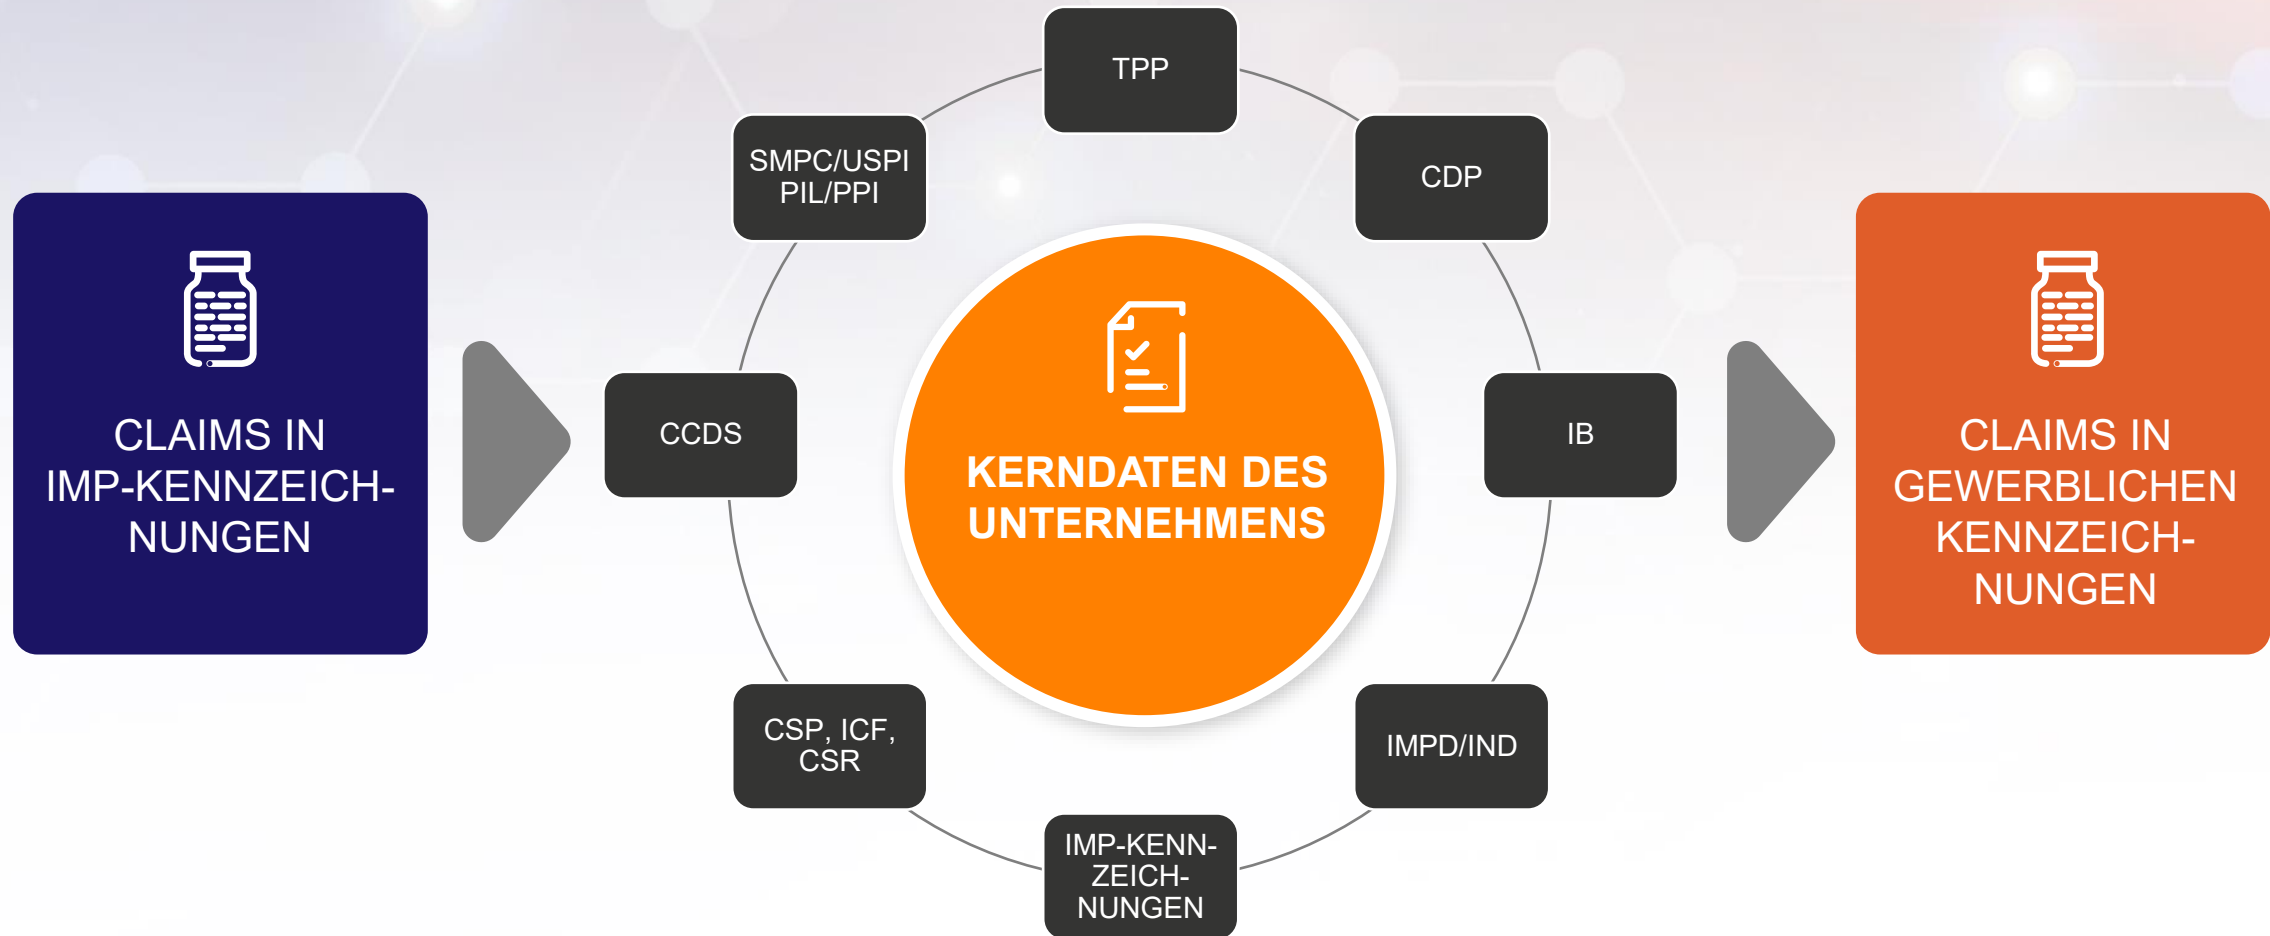 CLAIMS IN
IMP-KENNZEICH-
NUNGEN
TPP
CDP
IB
IMPD/IND
IMP-KENN-
ZEICH-
NUNGEN
CSP, ICF,
CSR
CCDS
SMPC/USPI
PIL/PPI
KERNDATEN DES
UNTERNEHMENS
CLAIMS IN
GEWERBLICHEN
KENNZEICH-
NUNGEN